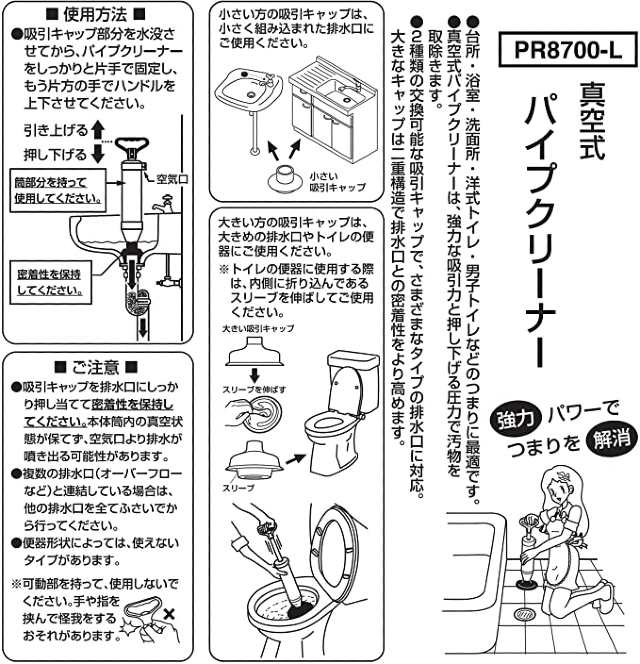 PR8700-L
真空式
パイプクリーナー
強力 パワーで
つまりを 解消
●台所・浴室・洗面所・洋式トイレ・男子トイレなどのつまりに最適です。
●真空式パイプクリーナーは、強力な吸引力と押し下げる圧力で汚物を
取除きます。
●2種類の交換可能な吸引キャップで、さまざまなタイプの排水口に対応。
大きなキャップは二重構造で排水口との密着性をより高めます。
■ 使用方法 ■
●吸引キャップ部分を水没さ
せてから、パイプクリーナー
をしっかりと片手で固定し、
もう片方の手でハンドルを
上下させてください。
引き上げる
押し下げる
空気口
筒部分を持って
使用してください。
密着性を保持
してください。
■ ご注意 ■
●吸引キャップを排水口にしっか
り押し当てて密着性を保持し
てください。本体筒内の真空状
態が保てず、空気口より排水が
噴き出る可能性があります。
●複数の排水口(オーバーフロー
など)と連結している場合は、
他の排水口を全てふさいでか
ら行ってください。
●便器形状によっては、使えない
タイプがあります。
※可動部を持って、使用しないで
ください。手や指を
挟んで怪我をする
おそれがあります。
小さい方の吸引キャップは、
小さく組み込まれた排水口に
ご使用ください。
小さい
吸引キャップ
大きい方の吸引キャップは、
大きめの排水口やトイレの便
器にご使用ください。
※トイレの便器に使用する際
は、内側に折り込んである
スリーブを伸ばしてご使用
ください。
大きい吸引キャップ
スリーブを伸ばす
スリーブ